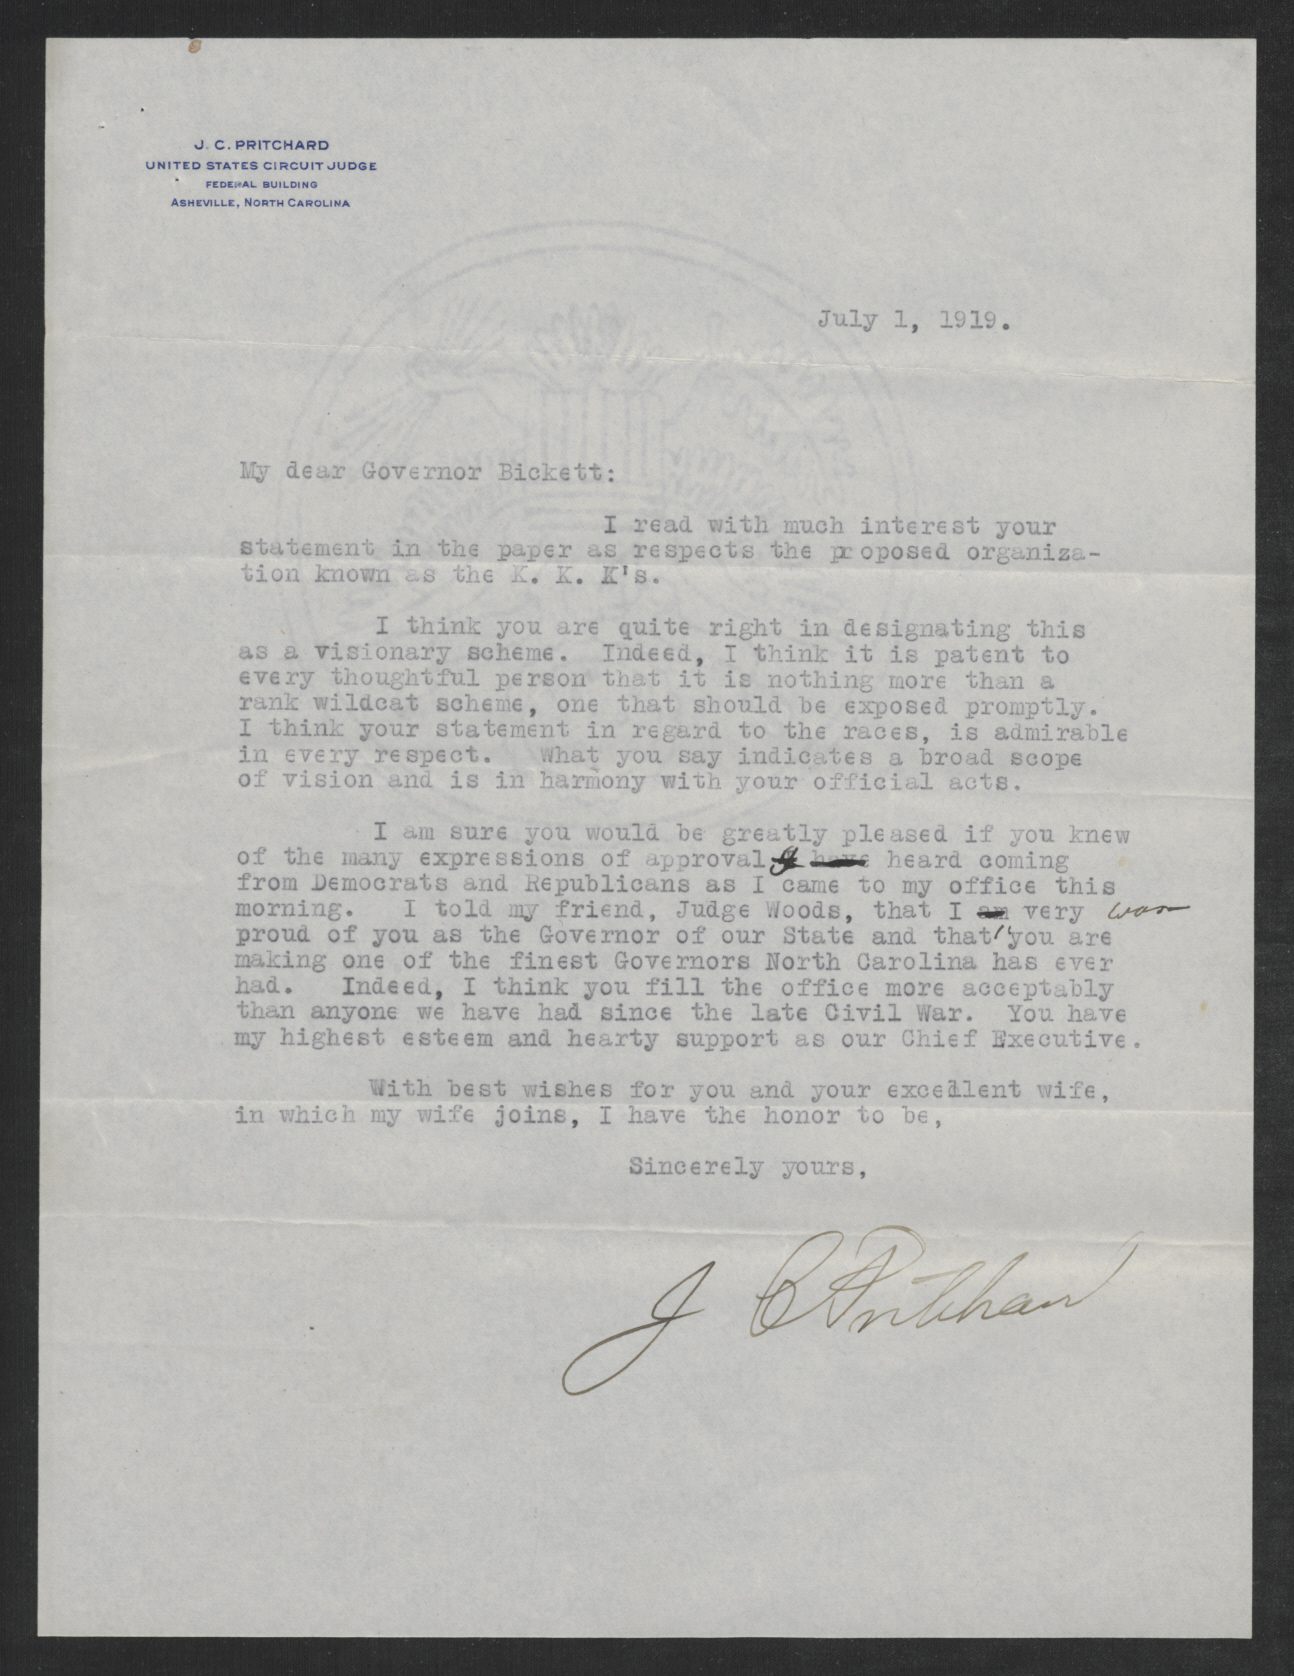 J. C. PRITCHARD
UNITED STATES CIRCUIT JUDGE
FEDERAL BUILDING
ASHEVILLE, NORTH CAROLINA
July 1, 1919.
My dear Governor Bickett:
I read with much interest your
statement in the paper as respects the proposed organiza-
tion known as the K. K. K's.
I think you are quite right in designating this
as a visionary scheme. Indeed, I think it is patent to
every thoughtful person that it is nothing more than a
rank wildcat scheme, one that should be exposed promptly.
I think your statement in regard to the races, is admirable
in every respect. What you say indicates a broad scope
of vision and is in harmony with your official acts.
I am sure you would be greatly pleased if you knew
of the many expressions of approval I have heard coming
from Democrats and Republicans as I came to my office this
morning. I told my friend, Judge Woods, that I am very was
proud of you as the Governor of our State and that "you are
making one of the finest Governors North Carolina has ever
had. Indeed, I think you fill the office more acceptably
than anyone we have had since the late Civil War. You have
my highest esteem and hearty support as our Chief Executive.
With best wishes for you and your excellent wife,
in which my wife joins, I have the honor to be,
Sincerely yours,
J C Pritchard